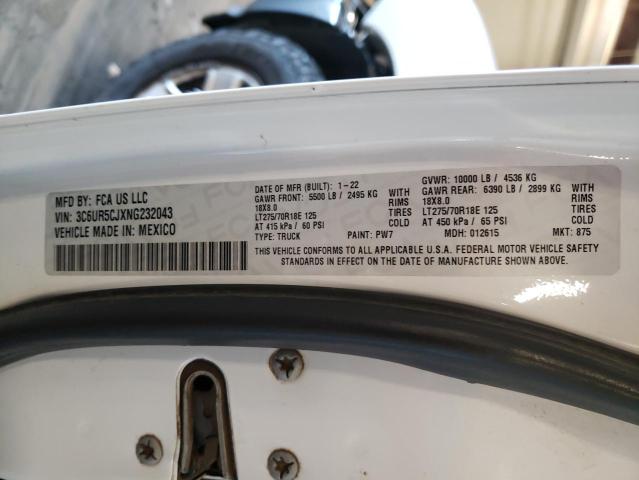 MFD BY: FCA US LLC
VIN: 3C6UR5CJXNG232043
VEHICLE MADE IN: MEXICO
DATE OF MFR (BUILT): 1-22
GAWR FRONT: 5500 LB / 2495 KG
18X8.0 RIMS
LT275/70R18E 125 TIRES
AT 415 kPa / 60 PSI COLD
TYPE: TRUCK PAINT: PW7
GVWR: 10000 LB / 4536 KG
GAWR REAR: 6390 LB / 2899 KG
18X8.0 RIMS
LT275/70R18E 125 TIRES
AT 450 kPa / 65 PSI COLD
MDH: 012615 MKT: 875
THIS VEHICLE CONFORMS TO ALL APPLICABLE U.S.A. FEDERAL MOTOR VEHICLE SAFETY
STANDARDS IN EFFECT ON THE DATE OF MANUFACTURE SHOWN ABOVE.